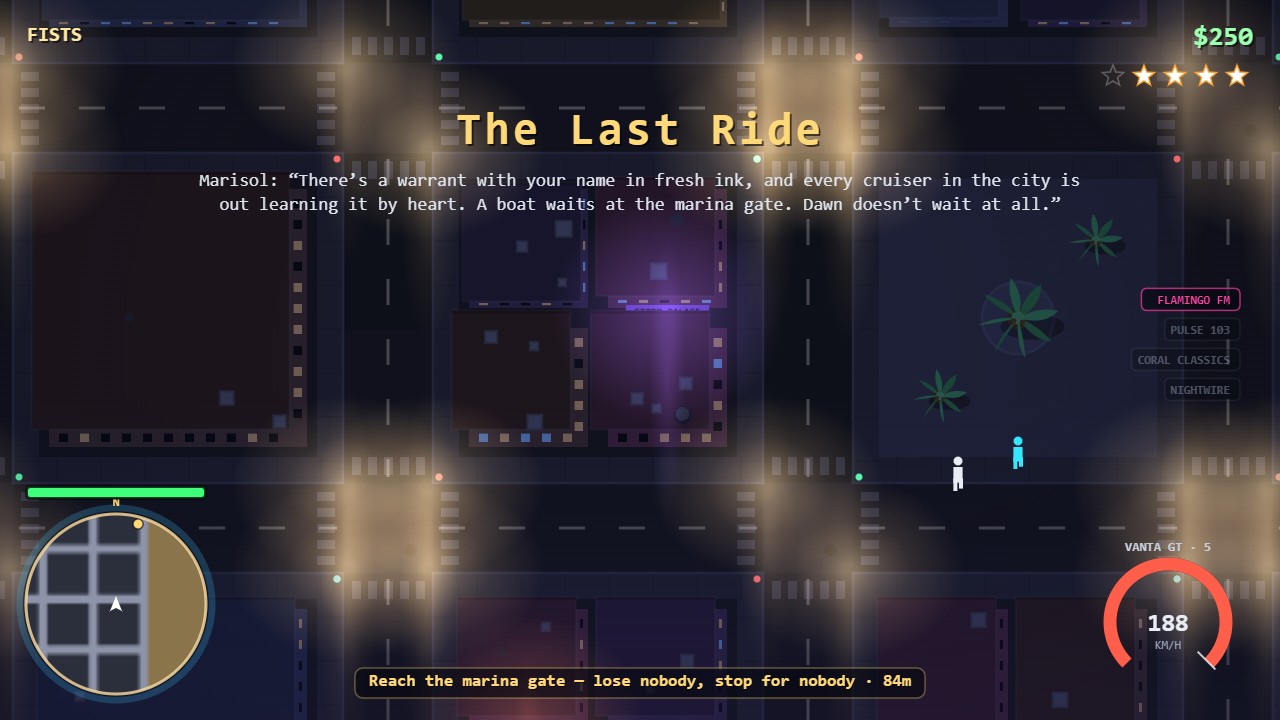 FISTS
$250
The Last Ride
Marisol: “There’s a warrant with your name in fresh ink, and every cruiser in the city is
out learning it by heart. A boat waits at the marina gate. Dawn doesn’t wait at all.”
FLAMINGO FM
PULSE 103
CORAL CLASSICS
NIGHTWIRE
N
VANTA GT · 5
188
KM/H
Reach the marina gate — lose nobody, stop for nobody · 84m